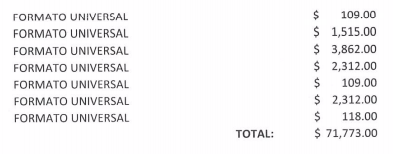 FORMATO UNIVERSAL $ 109.00
FORMATO UNIVERSAL $ 1,515.00
FORMATO UNIVERSAL $ 3,862.00
FORMATO UNIVERSAL $ 2,312.00
FORMATO UNIVERSAL $ 109.00
FORMATO UNIVERSAL $ 2,312.00
FORMATO UNIVERSAL $ 118.00
TOTAL: $ 71,773.00